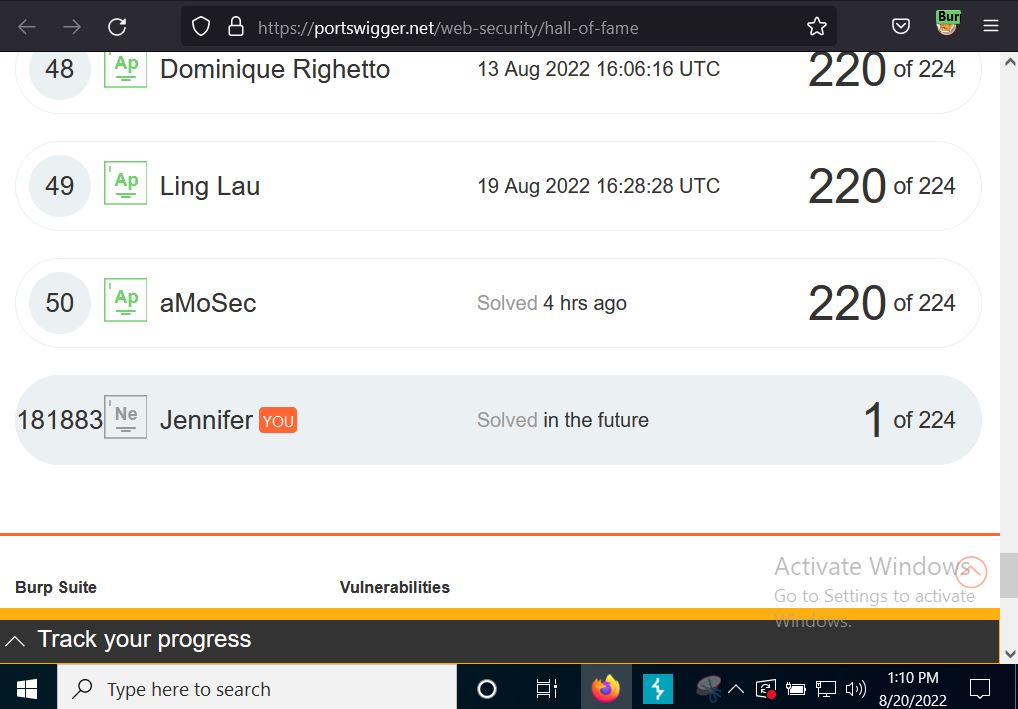 Bur
https://portswigger.net/web-security/hall-of-fame
48 Ap Dominique Righetto 13 Aug 2022 16:06:16 UTC 220 of 224
49 Ap Ling Lau 19 Aug 2022 16:28:28 UTC 220 of 224
50 Ap aMoSec Solved 4 hrs ago 220 of 224
181883 Ne Jennifer YOU Solved in the future 1 of 224
Activate Windows
Go to Settings to activate
Windows.
Burp Suite Vulnerabilities
Track your progress
Type here to search
1:10 PM
8/20/2022